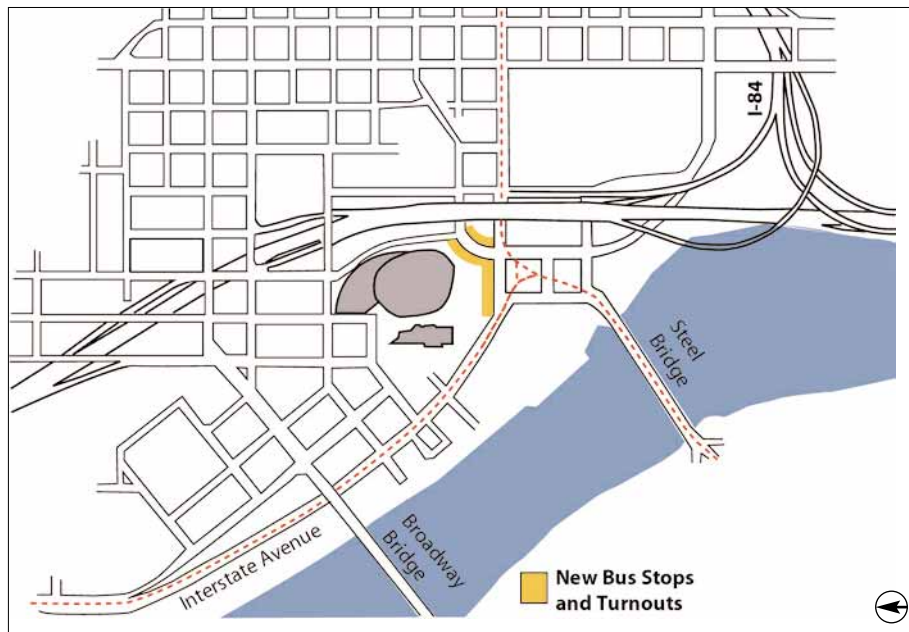 I-84
Steel
Bridge
Broadway
Bridge
Interstate Avenue
New Bus Stops
and Turnouts